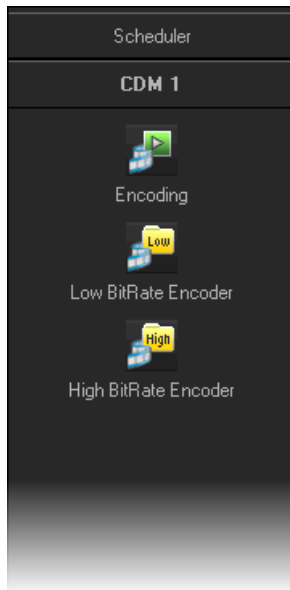 Scheduler
CDM 1
Encoding
Low
Low BitRate Encoder
High
High BitRate Encoder